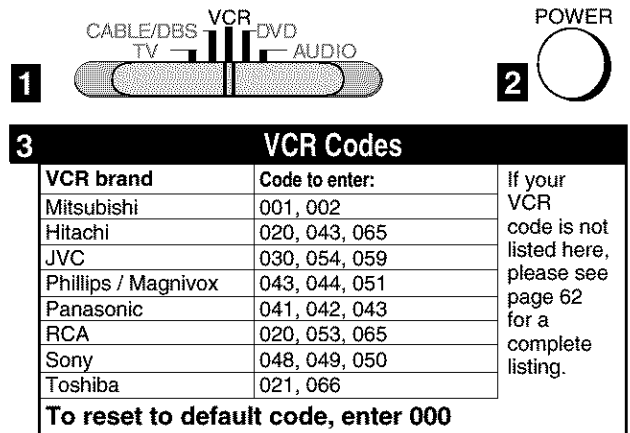 VCR
POWER
CABLE/DBS
DVD
TV
AUDIO
1
2
3
VCR Codes
VCR brand
Code to enter:
Mitsubishi
001, 002
Hitachi
020, 043, 065
JVC
030, 054, 059
Phillips / Magnivox
043, 044, 051
Panasonic
041, 042, 043
RCA
020, 053, 065
Sony
048, 049, 050
Toshiba
021, 066
If your
VCR
code is not
listed here,
please see
page 62
for a
complete
listing.
To reset to default code, enter 000